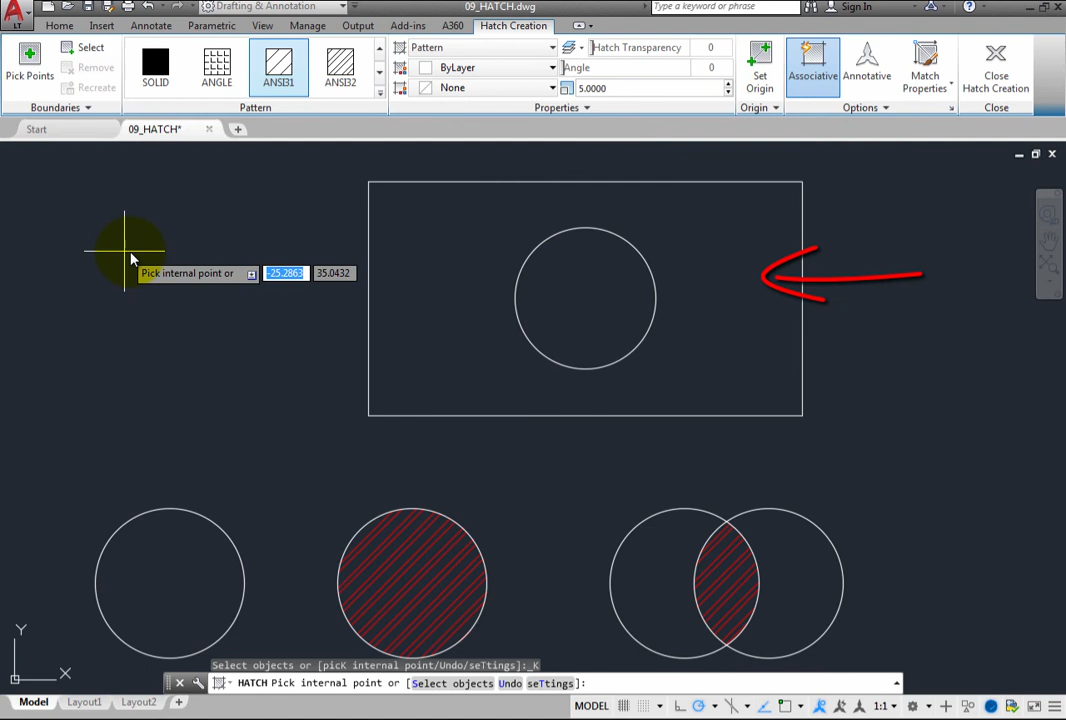 LT
Drafting & Annotation
09_HATCH.dwg
Type a keyword or phrase
Sign In
Home Insert Annotate Parametric View Manage Output Add-ins A360 Hatch Creation
Pick Points
Select
Remove
Recreate
Boundaries
SOLID
ANGLE
ANSI31
ANSI32
Pattern
Pattern
ByLayer
None
Hatch Transparency 0
Angle 0
5.0000
Properties
Set
Origin
Origin
Associative
Annotative
Match
Properties
Options
Close
Hatch Creation
Close
Start
09_HATCH*
Pick internal point or -25.2863 35.0432
Y
X
Select objects or [picK internal point/Undo/seTtings]:_K
HATCH Pick internal point or [Select objects Undo seTtings]:
Model Layout1 Layout2
MODEL
1:1